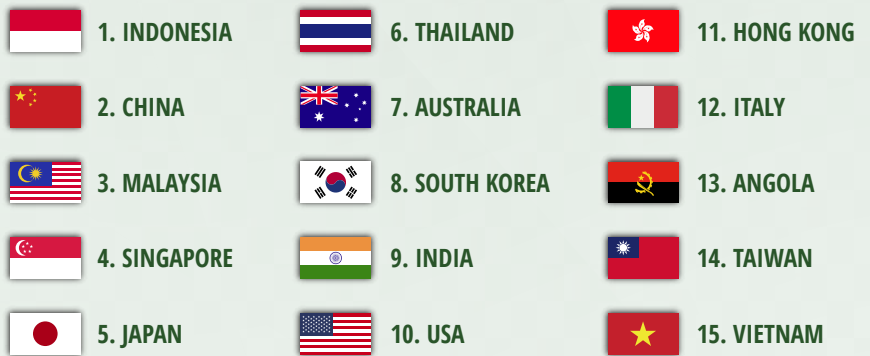 1. INDONESIA
2. CHINA
3. MALAYSIA
4. SINGAPORE
5. JAPAN
6. THAILAND
7. AUSTRALIA
8. SOUTH KOREA
9. INDIA
10. USA
11. HONG KONG
12. ITALY
13. ANGOLA
14. TAIWAN
15. VIETNAM